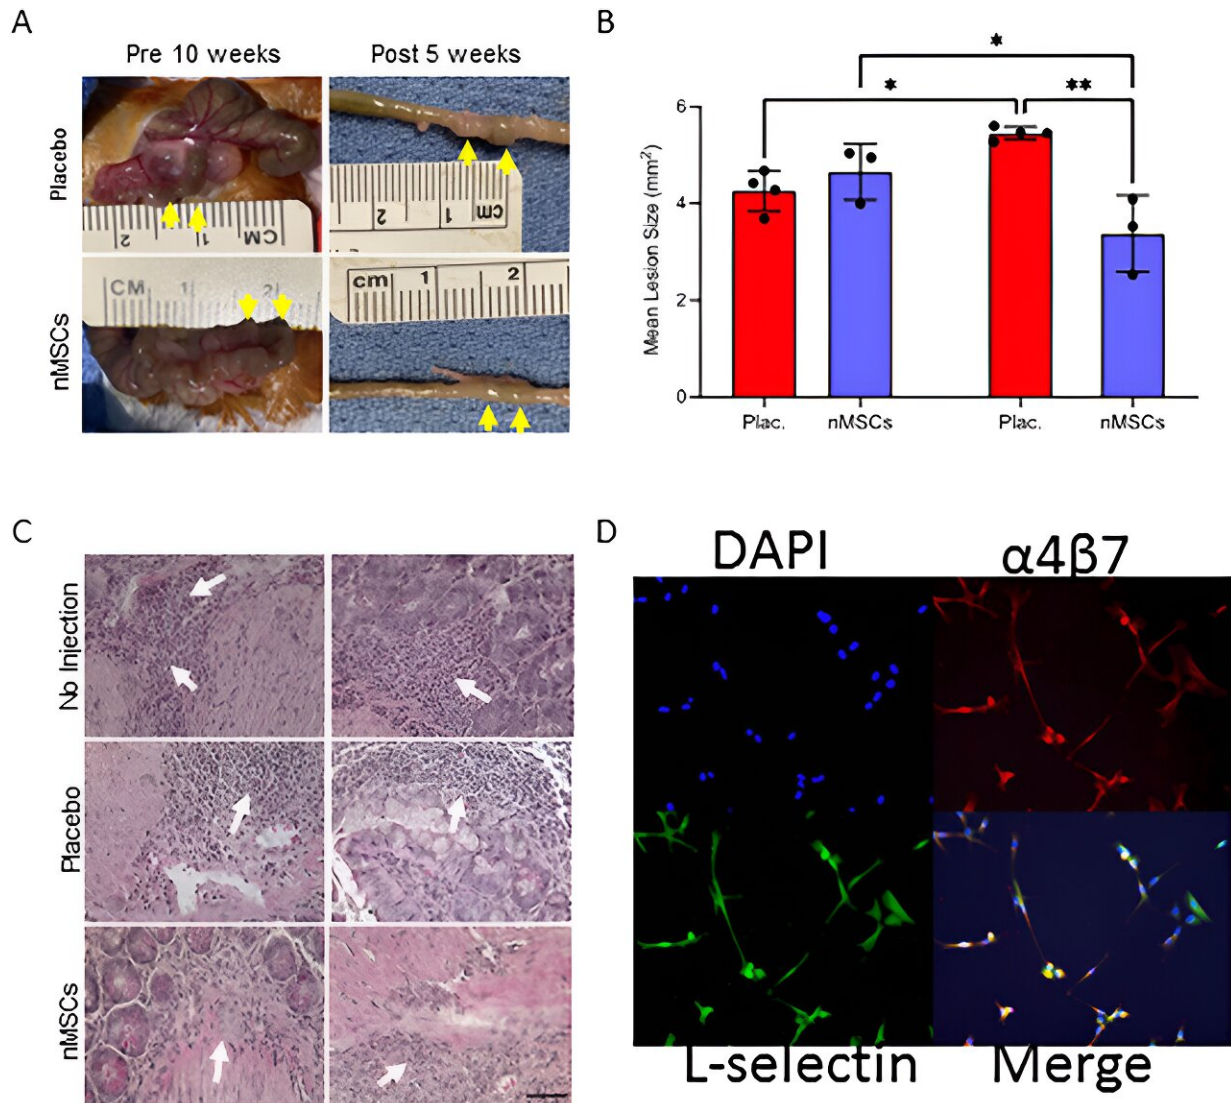 A
Pre 10 weeks
Post 5 weeks
Placebo
nMSCs
2
1
CM
2
1
cm
CM
1
2
cm
1
2
B
*
*
**
Mean Lesion Size (mm²)
6
4
2
0
Plac.
nMSCs
Plac.
nMSCs
C
No Injection
Placebo
nMSCs
D
DAPI
α4β7
L-selectin
Merge